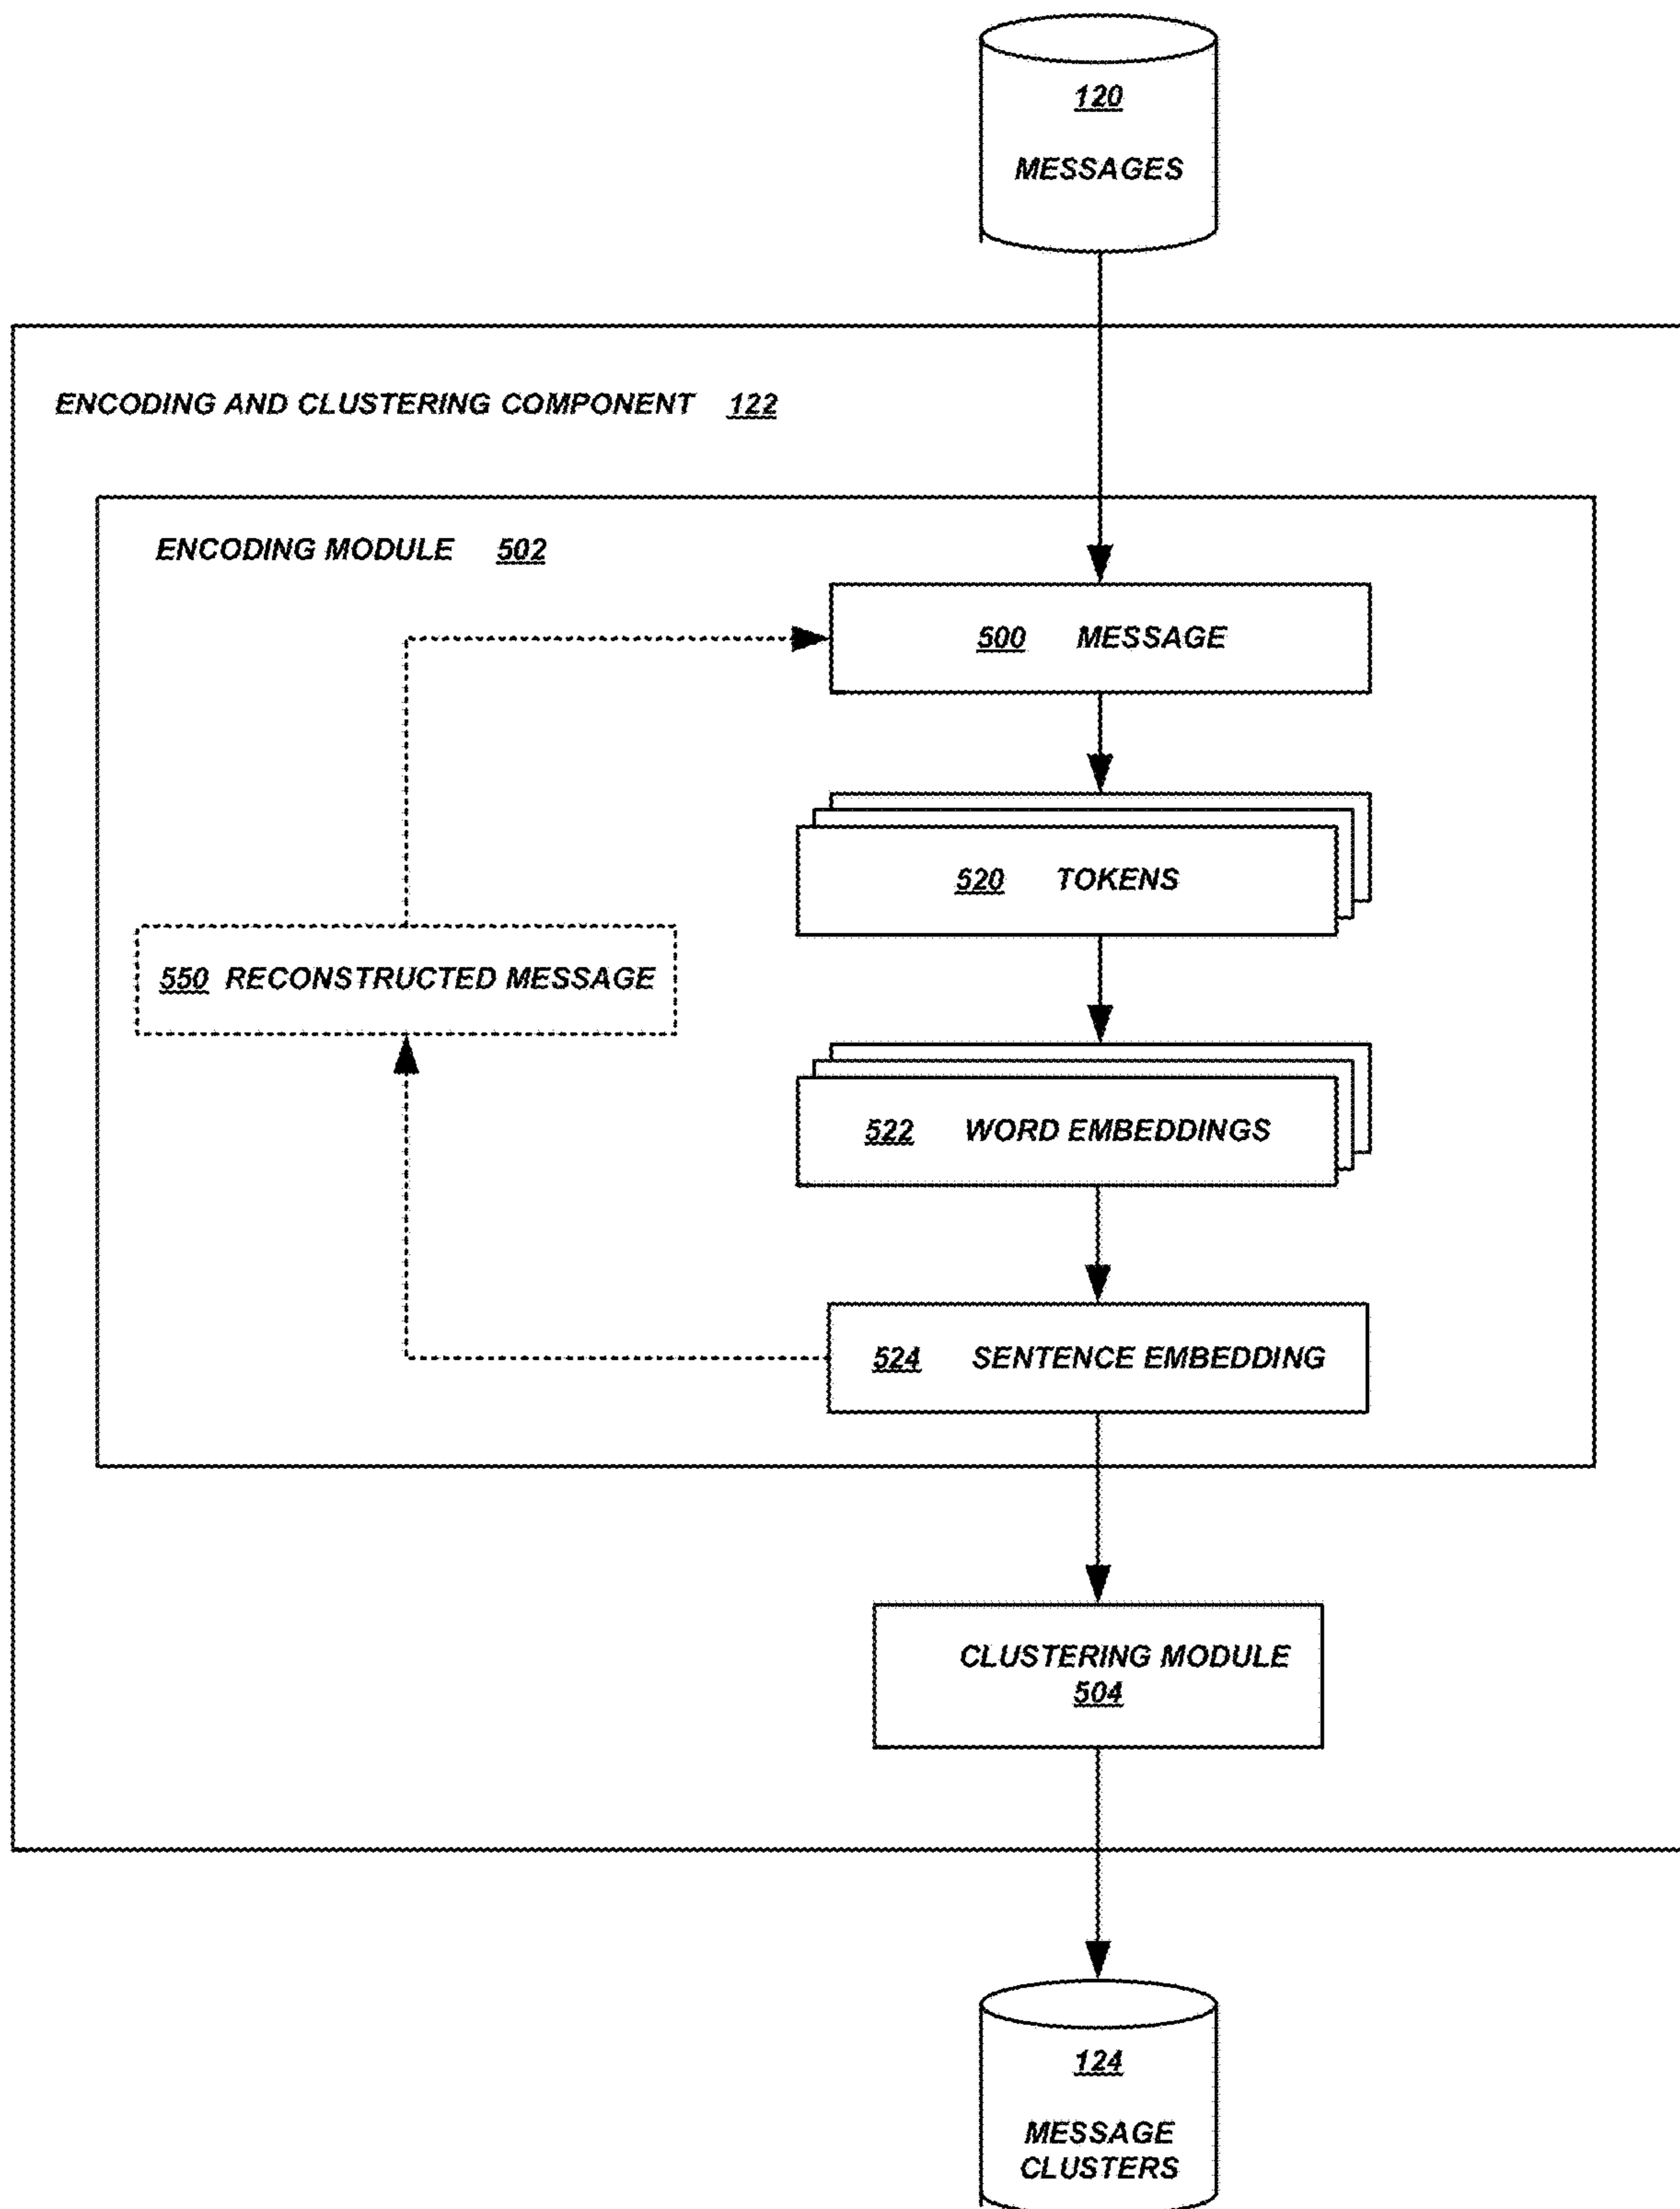 120
MESSAGES
ENCODING AND CLUSTERING COMPONENT 122
ENCODING MODULE 502
500 MESSAGE
520 TOKENS
550 RECONSTRUCTED MESSAGE
522 WORD EMBEDDINGS
524 SENTENCE EMBEDDING
CLUSTERING MODULE
504
124
MESSAGE
CLUSTERS